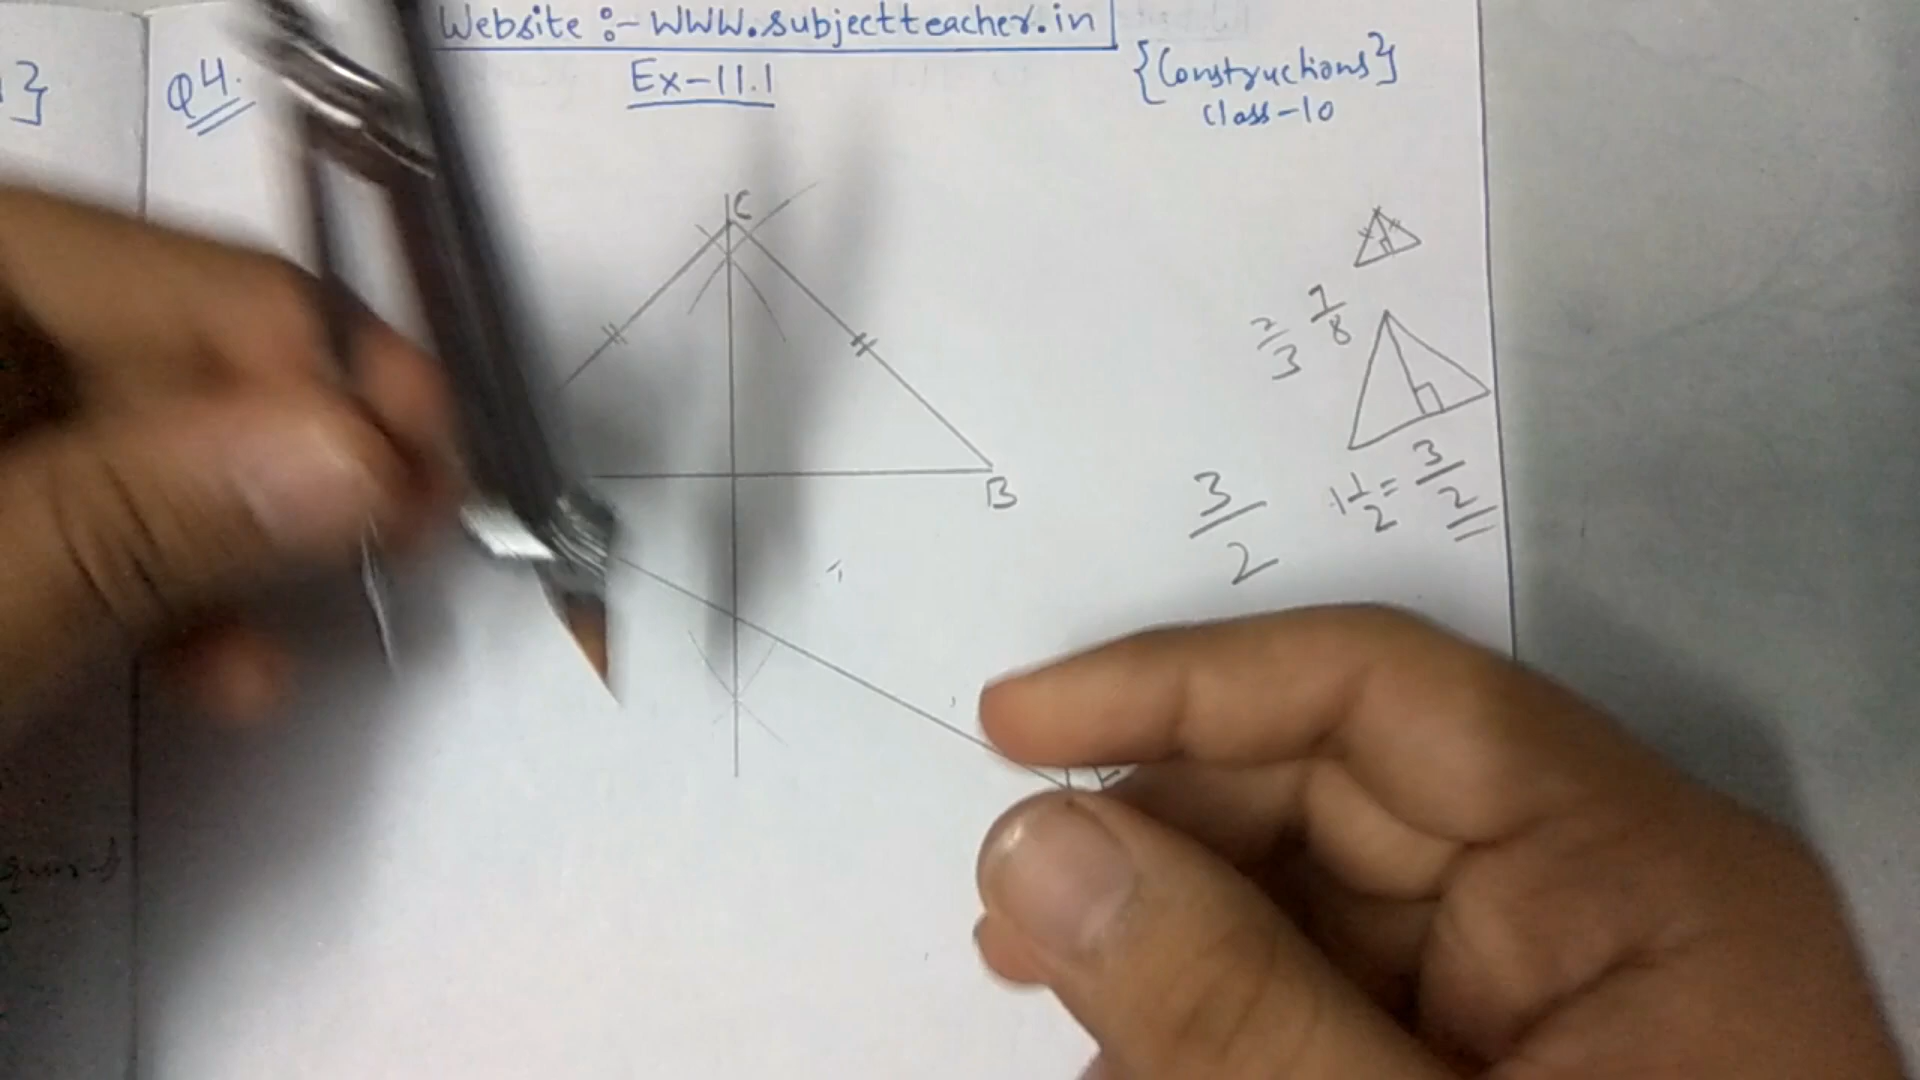 Website :- WWW.subjectteacher.in
Ex-11.1
{Constructions}
Class-10
Q4.
}
C
B
2/3
7/8
3/2
1 1/2 = 3/2